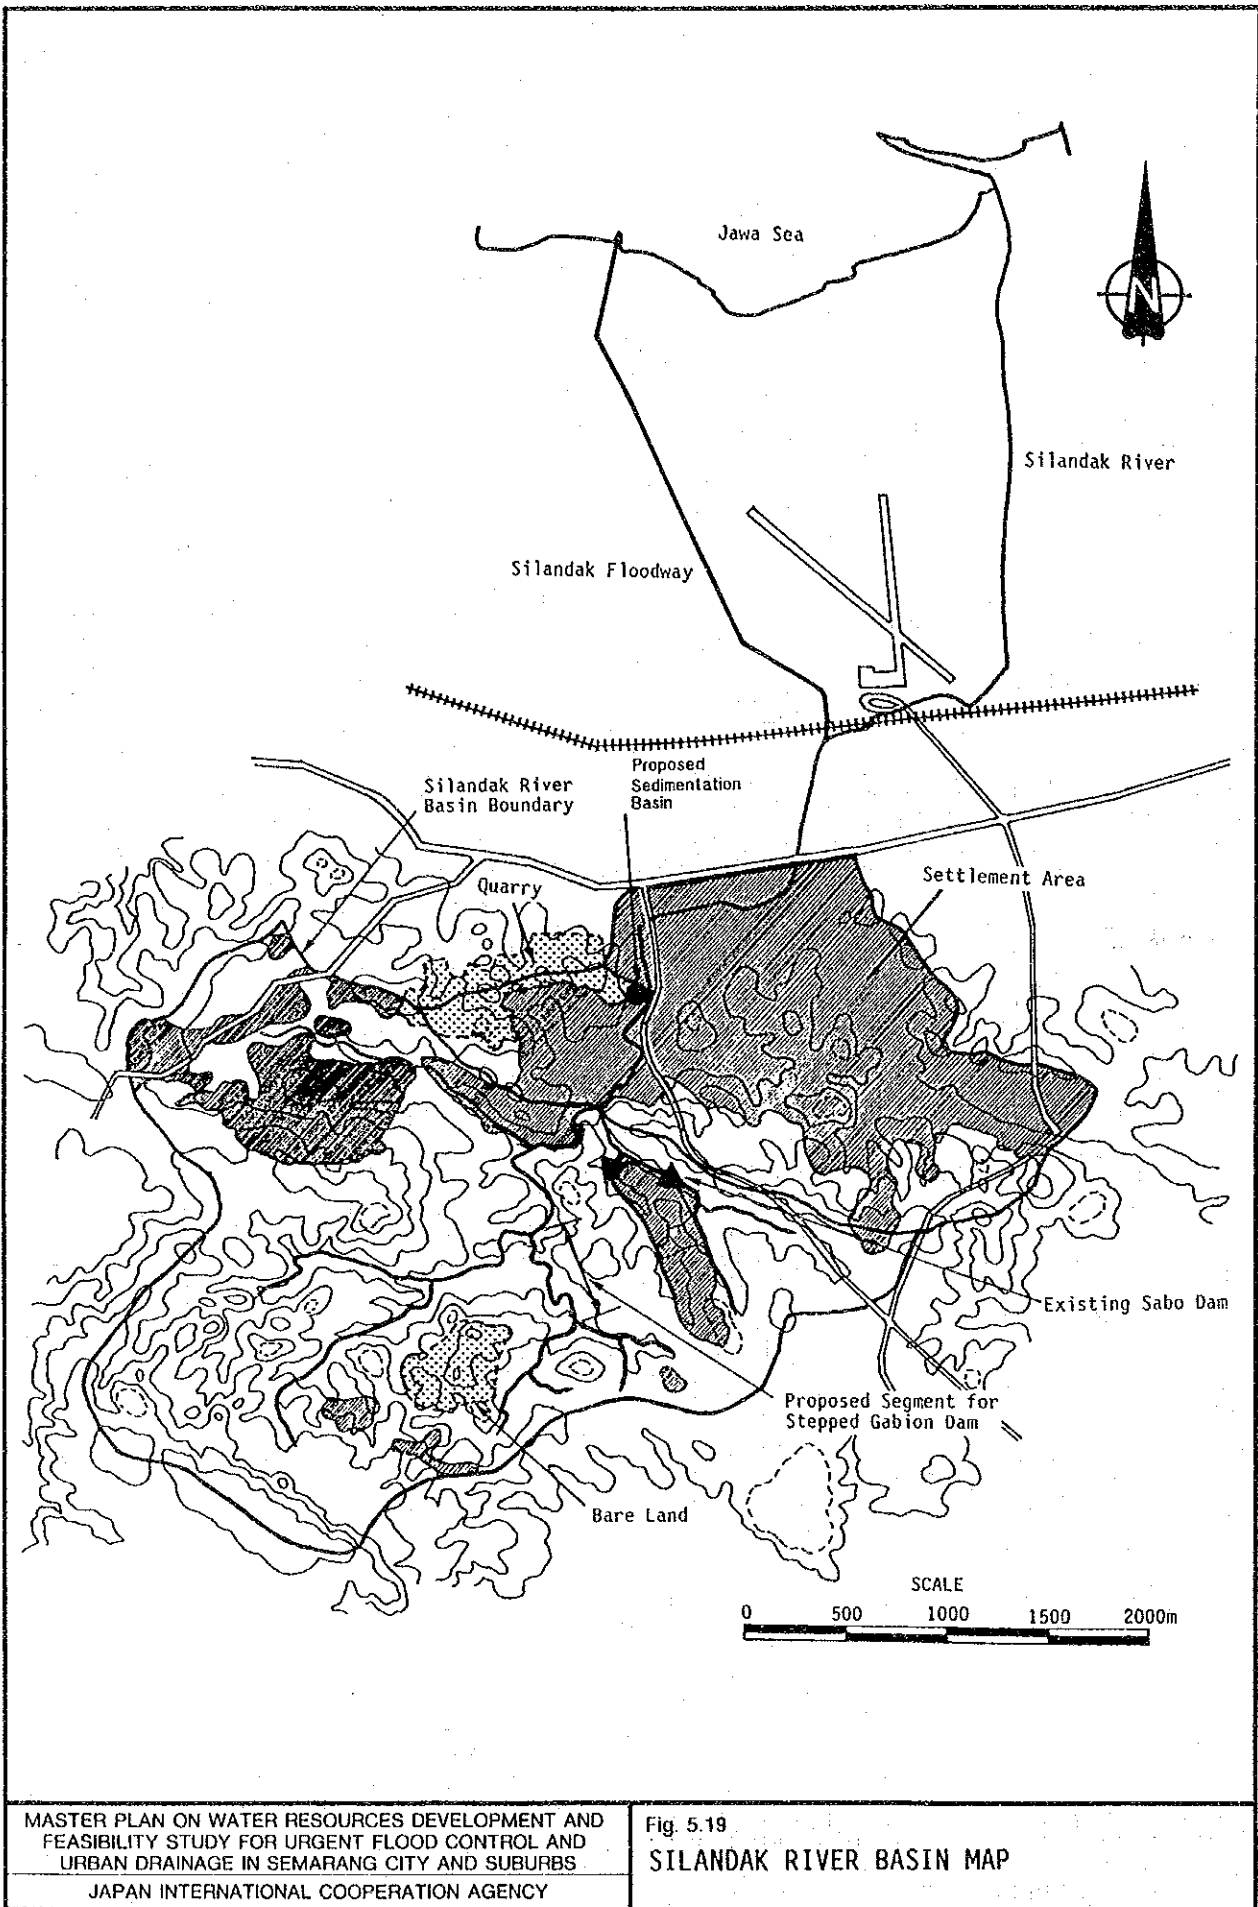 Jawa Sea
N
Silandak River
Silandak Floodway
Silandak River
Basin Boundary
Proposed
Sedimentation
Basin
Quarry
Settlement Area
Existing Sabo Dam
Proposed Segment for
Stepped Gabion Dam
Bare Land
SCALE
0 500 1000 1500 2000m
MASTER PLAN ON WATER RESOURCES DEVELOPMENT AND
FEASIBILITY STUDY FOR URGENT FLOOD CONTROL AND
URBAN DRAINAGE IN SEMARANG CITY AND SUBURBS
JAPAN INTERNATIONAL COOPERATION AGENCY
Fig. 5.19
SILANDAK RIVER BASIN MAP